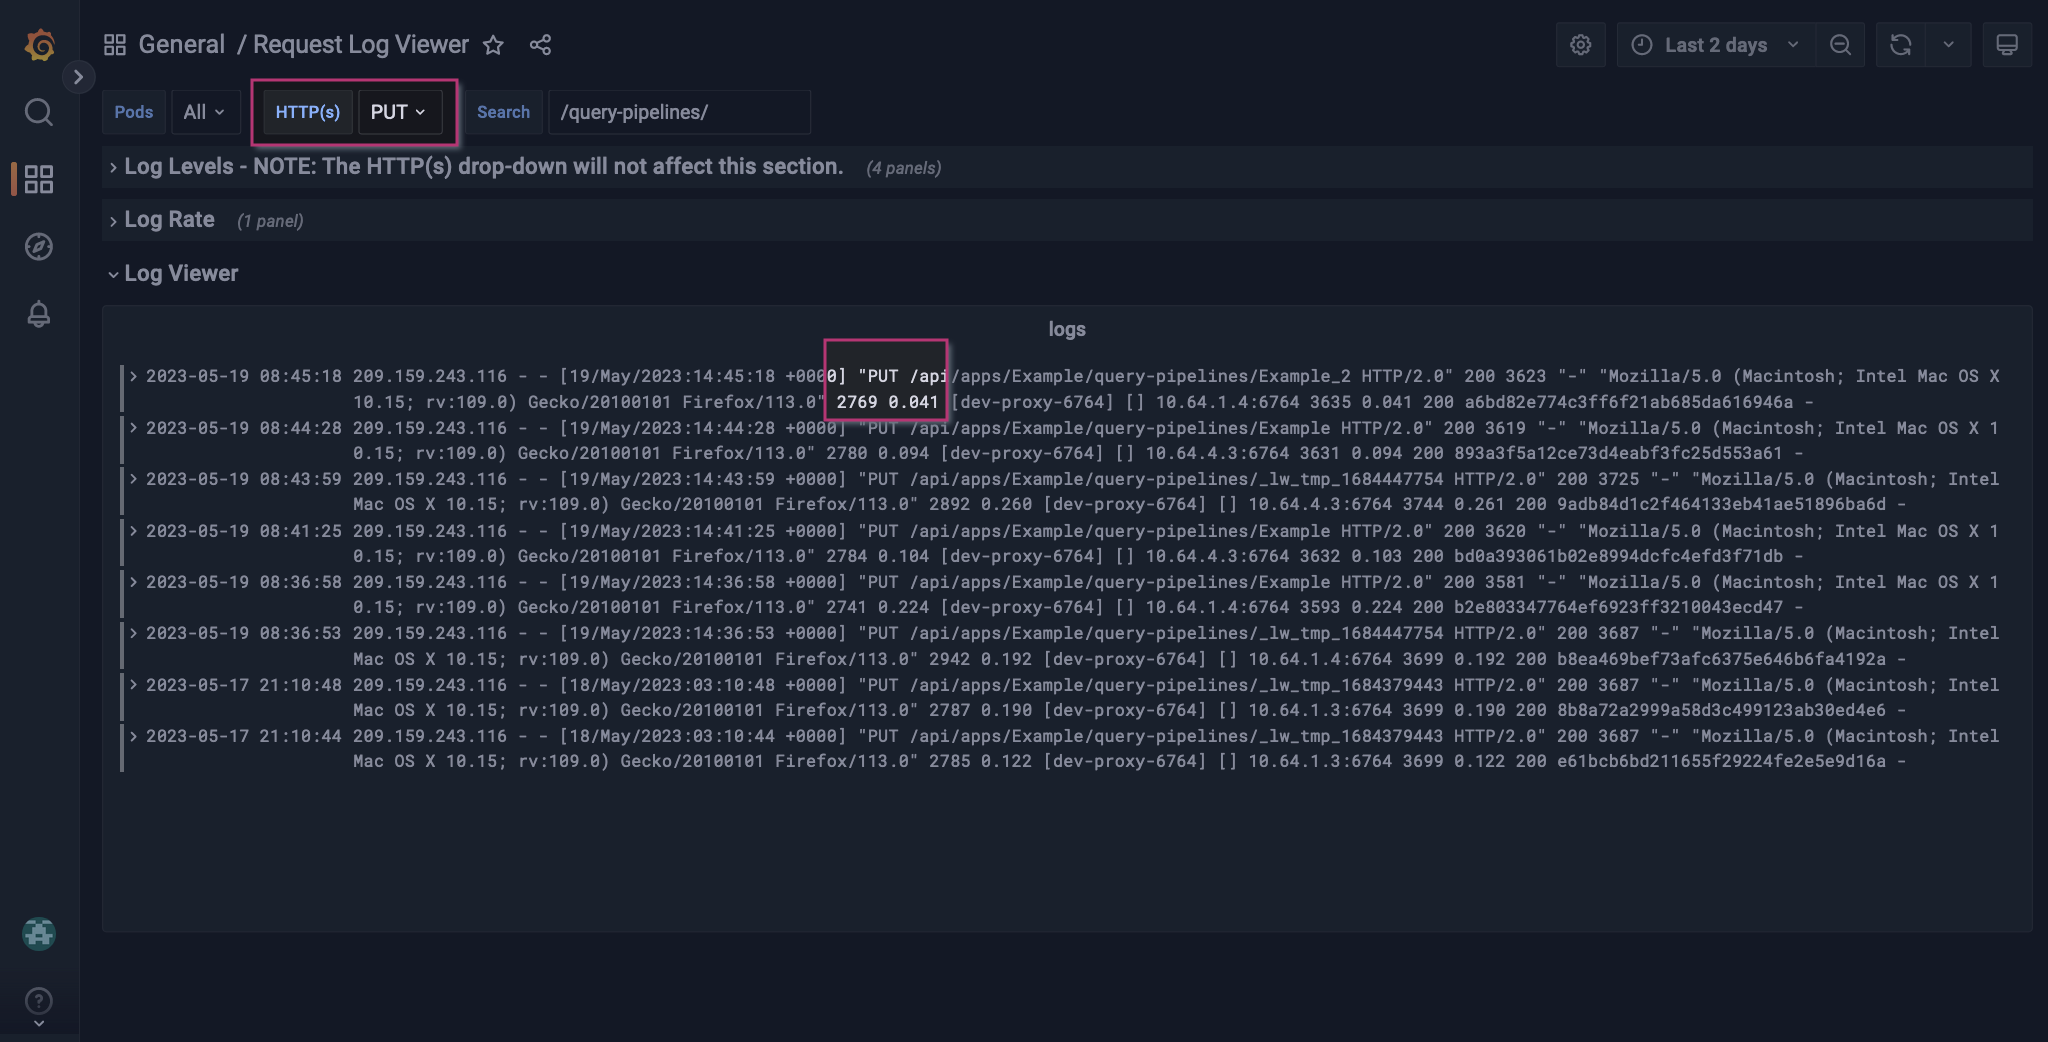 General / Request Log Viewer
Last 2 days
Pods All HTTP(s) PUT Search /query-pipelines/
Log Levels - NOTE: The HTTP(s) drop-down will not affect this section. (4 panels)
Log Rate (1 panel)
Log Viewer
logs
2023-05-19 08:45:18 209.159.243.116 - - [19/May/2023:14:45:18 +0000] "PUT /api/apps/Example/query-pipelines/Example_2 HTTP/2.0" 200 3623 "-" "Mozilla/5.0 (Macintosh; Intel Mac OS X
10.15; rv:109.0) Gecko/20100101 Firefox/113.0" 2769 0.041 [dev-proxy-6764] [] 10.64.1.4:6764 3635 0.041 200 a6bd82e774c3ff6f21ab685da616946a -
2023-05-19 08:44:28 209.159.243.116 - - [19/May/2023:14:44:28 +0000] "PUT /api/apps/Example/query-pipelines/Example HTTP/2.0" 200 3619 "-" "Mozilla/5.0 (Macintosh; Intel Mac OS X 1
0.15; rv:109.0) Gecko/20100101 Firefox/113.0" 2780 0.094 [dev-proxy-6764] [] 10.64.4.3:6764 3631 0.094 200 893a3f5a12ce73d4eabf3fc25d553a61 -
2023-05-19 08:43:59 209.159.243.116 - - [19/May/2023:14:43:59 +0000] "PUT /api/apps/Example/query-pipelines/_lw_tmp_1684447754 HTTP/2.0" 200 3725 "-" "Mozilla/5.0 (Macintosh; Intel
Mac OS X 10.15; rv:109.0) Gecko/20100101 Firefox/113.0" 2892 0.260 [dev-proxy-6764] [] 10.64.4.3:6764 3744 0.261 200 9adb84d1c2f464133eb41ae51896ba6d -
2023-05-19 08:41:25 209.159.243.116 - - [19/May/2023:14:41:25 +0000] "PUT /api/apps/Example/query-pipelines/Example HTTP/2.0" 200 3620 "-" "Mozilla/5.0 (Macintosh; Intel Mac OS X 1
0.15; rv:109.0) Gecko/20100101 Firefox/113.0" 2784 0.104 [dev-proxy-6764] [] 10.64.4.3:6764 3632 0.103 200 bd0a393061b02e8994dcfc4efd3f71db -
2023-05-19 08:36:58 209.159.243.116 - - [19/May/2023:14:36:58 +0000] "PUT /api/apps/Example/query-pipelines/Example HTTP/2.0" 200 3581 "-" "Mozilla/5.0 (Macintosh; Intel Mac OS X 1
0.15; rv:109.0) Gecko/20100101 Firefox/113.0" 2741 0.224 [dev-proxy-6764] [] 10.64.1.4:6764 3593 0.224 200 b2e803347764ef6923ff3210043ecd47 -
2023-05-19 08:36:53 209.159.243.116 - - [19/May/2023:14:36:53 +0000] "PUT /api/apps/Example/query-pipelines/_lw_tmp_1684447754 HTTP/2.0" 200 3687 "-" "Mozilla/5.0 (Macintosh; Intel
Mac OS X 10.15; rv:109.0) Gecko/20100101 Firefox/113.0" 2942 0.192 [dev-proxy-6764] [] 10.64.1.4:6764 3699 0.192 200 b8ea469bef73afc6375e646b6fa4192a -
2023-05-17 21:10:48 209.159.243.116 - - [18/May/2023:03:10:48 +0000] "PUT /api/apps/Example/query-pipelines/_lw_tmp_1684379443 HTTP/2.0" 200 3687 "-" "Mozilla/5.0 (Macintosh; Intel
Mac OS X 10.15; rv:109.0) Gecko/20100101 Firefox/113.0" 2787 0.190 [dev-proxy-6764] [] 10.64.1.3:6764 3699 0.190 200 8b8a72a2999a58d3c499123ab30ed4e6 -
2023-05-17 21:10:44 209.159.243.116 - - [18/May/2023:03:10:44 +0000] "PUT /api/apps/Example/query-pipelines/_lw_tmp_1684379443 HTTP/2.0" 200 3687 "-" "Mozilla/5.0 (Macintosh; Intel
Mac OS X 10.15; rv:109.0) Gecko/20100101 Firefox/113.0" 2785 0.122 [dev-proxy-6764] [] 10.64.1.3:6764 3699 0.122 200 e61bcb6bd211655f29224fe2e5e9d16a -